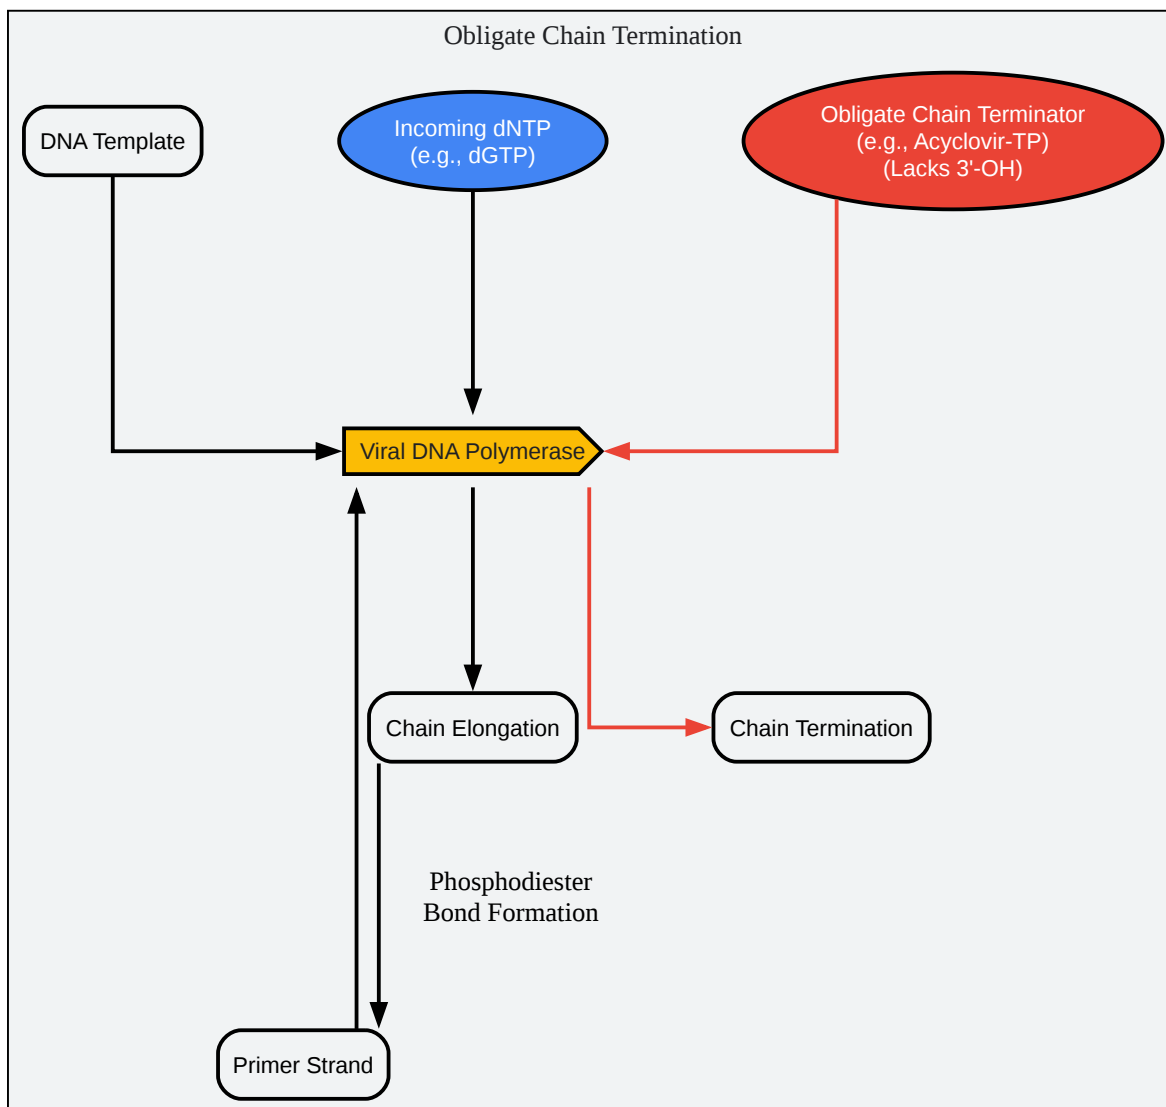 Obligate Chain Termination
DNA Template
Incoming dNTP
(e.g., dGTP)
Obligate Chain Terminator
(e.g., Acyclovir-TP)
(Lacks 3'-OH)
Viral DNA Polymerase
Chain Elongation
Chain Termination
Phosphodiester
Bond Formation
Primer Strand